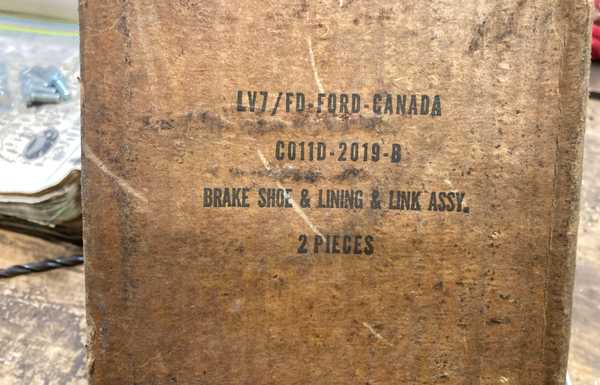 LV7/FD-FORD-CANADA
C011D-2019-B
BRAKE SHOE & LINING & LINK ASSY.
2 PIECES